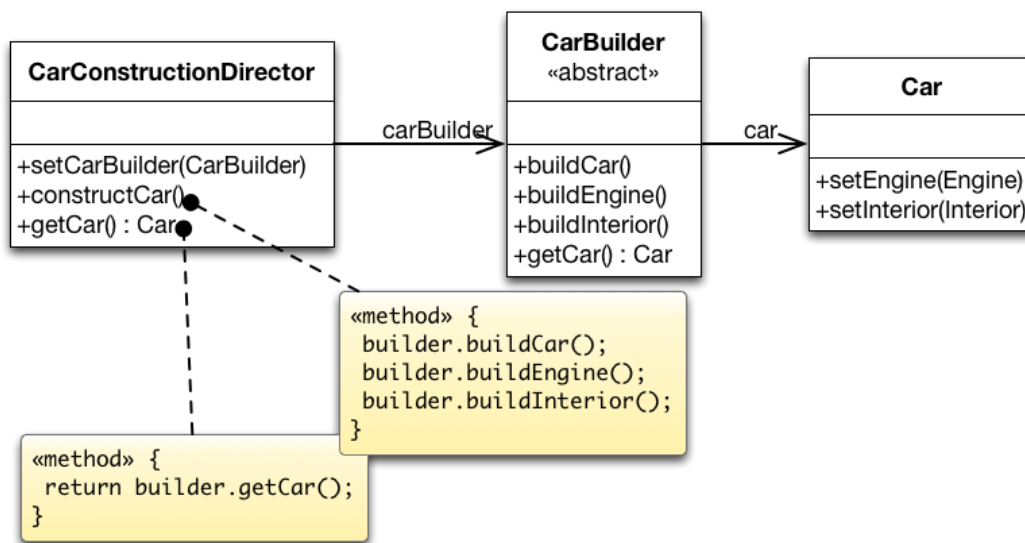 CarConstructionDirector
+setCarBuilder(CarBuilder)
+constructCar()
+getCar() : Car
carBuilder
CarBuilder
«abstract»
+buildCar()
+buildEngine()
+buildInterior()
+getCar() : Car
car
Car
+setEngine(Engine)
+setInterior(Interior)
«method» {
builder.buildCar();
builder.buildEngine();
builder.buildInterior();
}
«method» {
return builder.getCar();
}